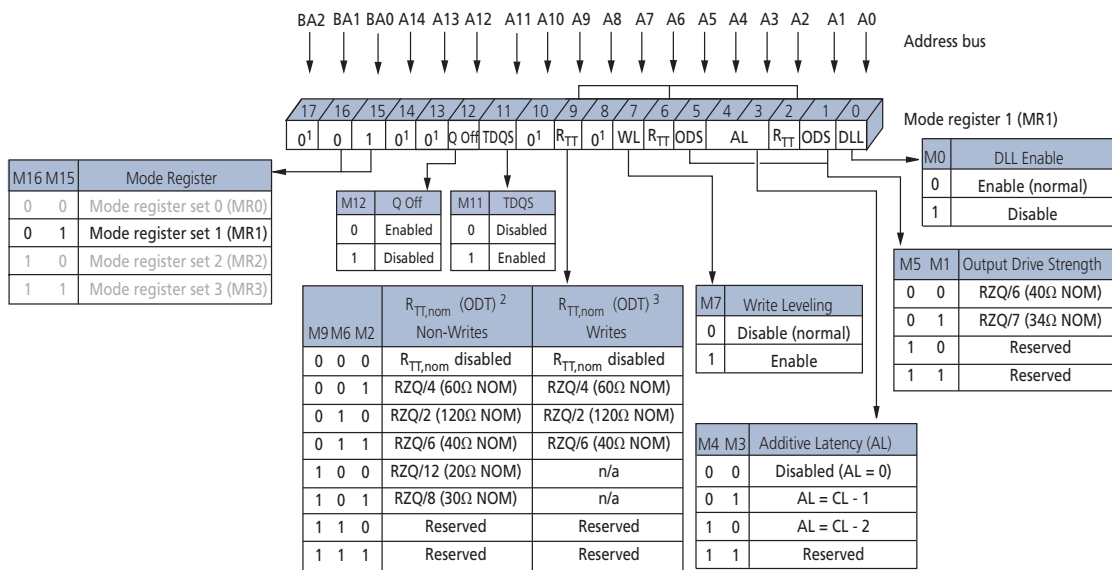 BA2 BA1 BA0 A14 A13 A12 A11 A10 A9 A8 A7 A6 A5 A4 A3 A2 A1 A0
Address bus
17 16 15 14 13 12 11 10 9 8 7 6 5 4 3 2 1 0
0¹ 0 1 0¹ 0¹ Q Off TDQS 0¹ RTT 0¹ WL RTT ODS AL RTT ODS DLL
Mode register 1 (MR1)
M16 M15 Mode Register
0 0 Mode register set 0 (MR0)
0 1 Mode register set 1 (MR1)
1 0 Mode register set 2 (MR2)
1 1 Mode register set 3 (MR3)
M12 Q Off
0 Enabled
1 Disabled
M11 TDQS
0 Disabled
1 Enabled
M0 DLL Enable
0 Enable (normal)
1 Disable
M5 M1 Output Drive Strength
0 0 RZQ/6 (40Ω NOM)
0 1 RZQ/7 (34Ω NOM)
1 0 Reserved
1 1 Reserved
RTT,nom (ODT) ² RTT,nom (ODT) ³
M9 M6 M2 Non-Writes Writes
0 0 0 RTT,nom disabled RTT,nom disabled
0 0 1 RZQ/4 (60Ω NOM) RZQ/4 (60Ω NOM)
0 1 0 RZQ/2 (120Ω NOM) RZQ/2 (120Ω NOM)
0 1 1 RZQ/6 (40Ω NOM) RZQ/6 (40Ω NOM)
1 0 0 RZQ/12 (20Ω NOM) n/a
1 0 1 RZQ/8 (30Ω NOM) n/a
1 1 0 Reserved Reserved
1 1 1 Reserved Reserved
M7 Write Leveling
0 Disable (normal)
1 Enable
M4 M3 Additive Latency (AL)
0 0 Disabled (AL = 0)
0 1 AL = CL - 1
1 0 AL = CL - 2
1 1 Reserved